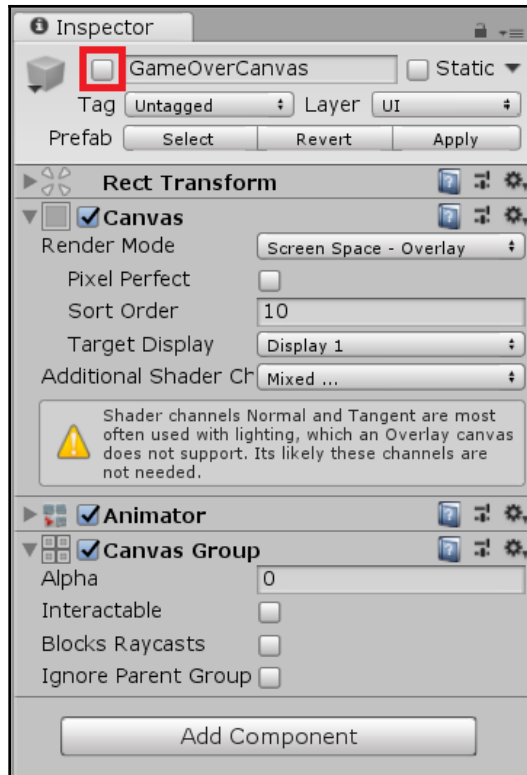 Inspector
GameOverCanvas Static
Tag Untagged Layer UI
Prefab Select Revert Apply
Rect Transform
Canvas
Render Mode Screen Space - Overlay
Pixel Perfect
Sort Order 10
Target Display Display 1
Additional Shader Ch Mixed ...
Shader channels Normal and Tangent are most
often used with lighting, which an Overlay canvas
does not support. Its likely these channels are
not needed.
Animator
Canvas Group
Alpha 0
Interactable
Blocks Raycasts
Ignore Parent Group
Add Component